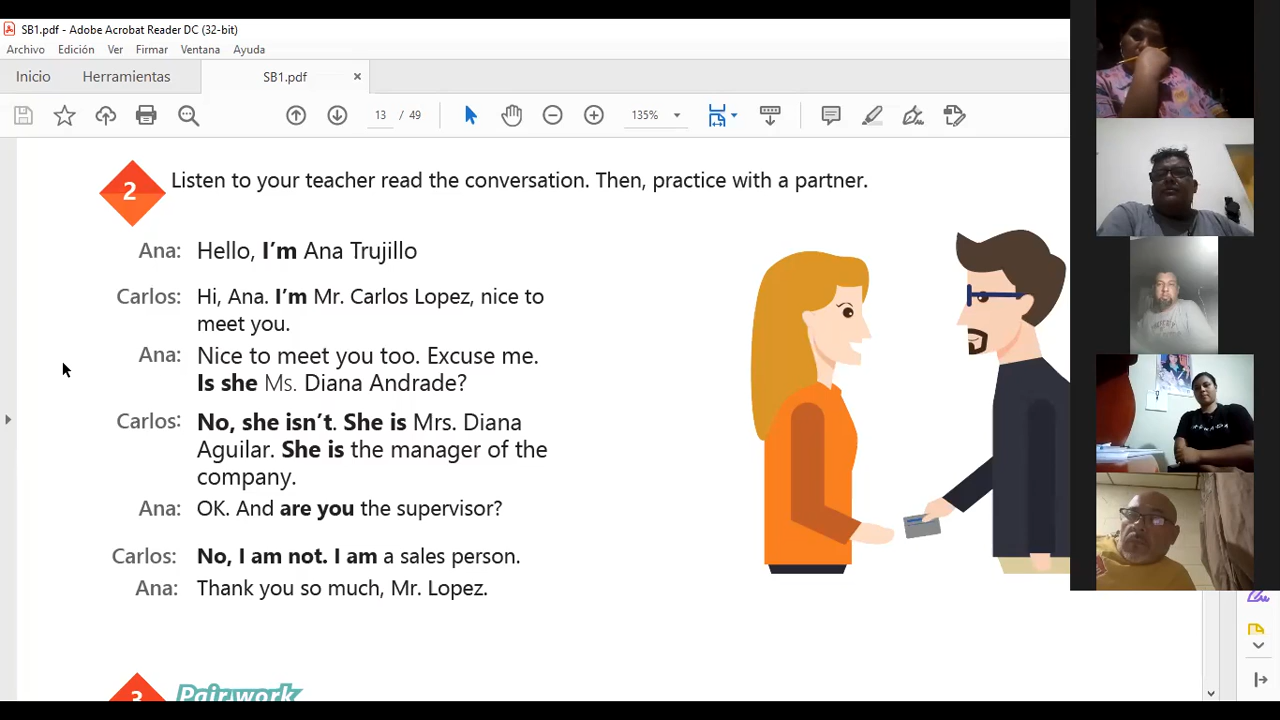 SB1.pdf - Adobe Acrobat Reader DC (32-bit)
Archivo Edición Ver Firmar Ventana Ayuda
Inicio Herramientas SB1.pdf ×
13 / 49 135%
2 Listen to your teacher read the conversation. Then, practice with a partner.
Ana: Hello, I'm Ana Trujillo
Carlos: Hi, Ana. I'm Mr. Carlos Lopez, nice to
meet you.
Ana: Nice to meet you too. Excuse me.
Is she Ms. Diana Andrade?
Carlos: No, she isn't. She is Mrs. Diana
Aguilar. She is the manager of the
company.
Ana: OK. And are you the supervisor?
Carlos: No, I am not. I am a sales person.
Ana: Thank you so much, Mr. Lopez.
3 Pair work